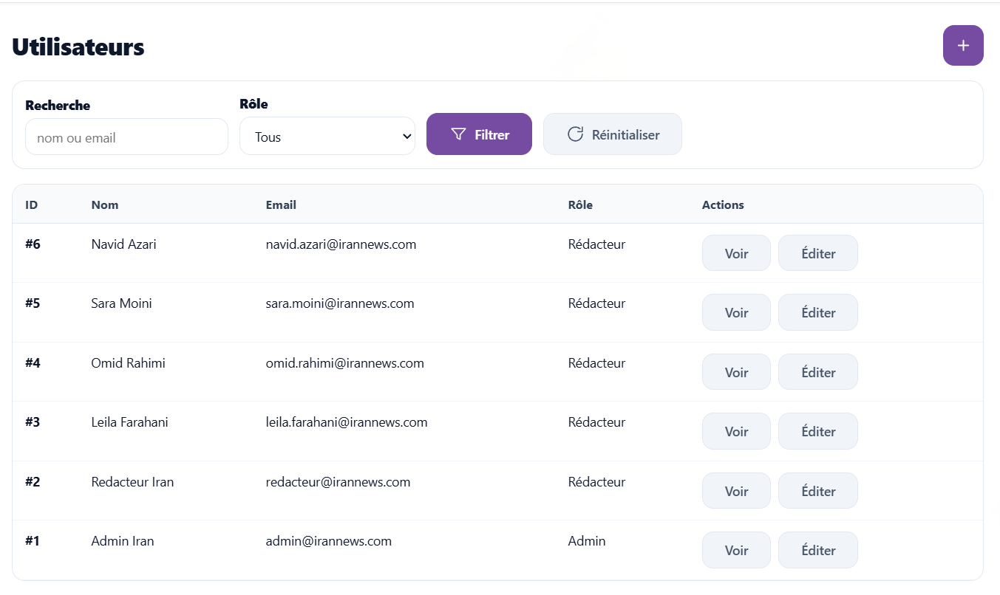 Utilisateurs
+
Recherche
nom ou email
Rôle
Tous
Filtrer
Réinitialiser
ID Nom Email Rôle Actions
#6 Navid Azari navid.azari@irannews.com Rédacteur Voir Éditer
#5 Sara Moini sara.moini@irannews.com Rédacteur Voir Éditer
#4 Omid Rahimi omid.rahimi@irannews.com Rédacteur Voir Éditer
#3 Leila Farahani leila.farahani@irannews.com Rédacteur Voir Éditer
#2 Redacteur Iran redacteur@irannews.com Rédacteur Voir Éditer
#1 Admin Iran admin@irannews.com Admin Voir Éditer